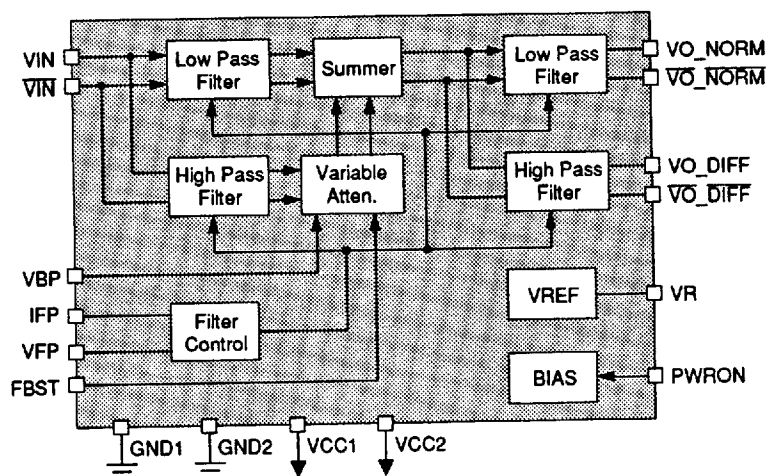 VIN
VIN
Low Pass
Filter
Summer
Low Pass
Filter
VO_NORM
VO_NORM
High Pass
Filter
Variable
Atten.
High Pass
Filter
VO_DIFF
VO_DIFF
VBP
IFP
VFP
FBST
Filter
Control
VREF
VR
BIAS
PWRON
GND1
GND2
VCC1
VCC2